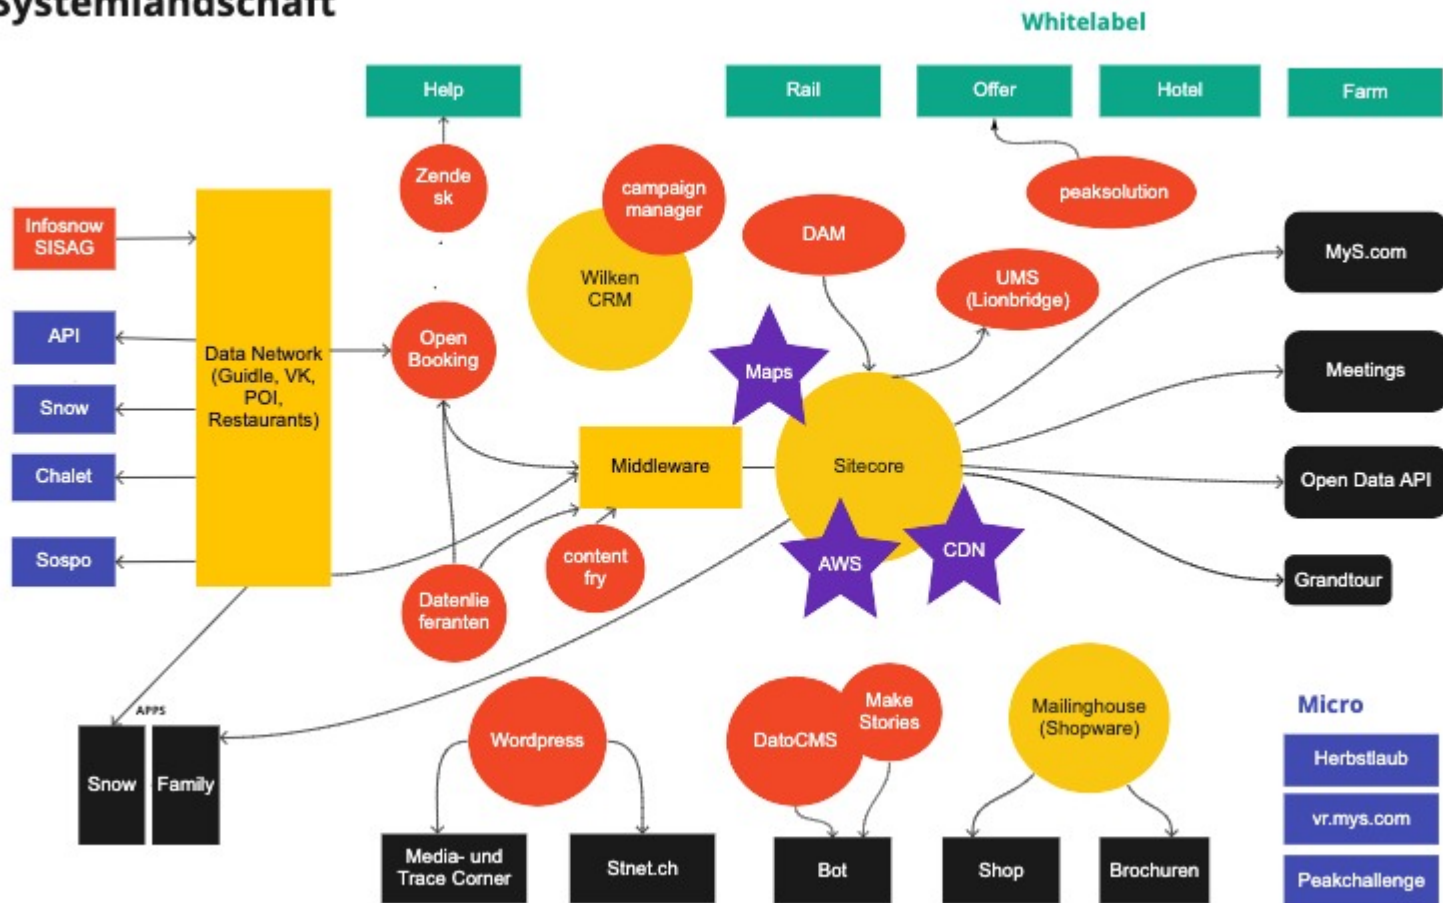 Systemlandschaft
Whitelabel
Help
Rail
Offer
Hotel
Farm
Zende
sk
campaign
manager
peaksolution
Infosnow
SISAG
DAM
MyS.com
Wilken
CRM
UMS
(Lionbridge)
API
Open
Booking
Data Network
(Guidle, VK,
POI,
Restaurants)
Maps
Meetings
Snow
Chalet
Middleware
Sitecore
Open Data API
Sospo
content
fry
AWS
CDN
Grandtour
Datenlie
feranten
APPS
Snow
Family
Wordpress
DatoCMS
Make
Stories
Mailinghouse
(Shopware)
Micro
Herbstlaub
vr.mys.com
Peakchallenge
Media- und
Trace Corner
Stnet.ch
Bot
Shop
Brochuren